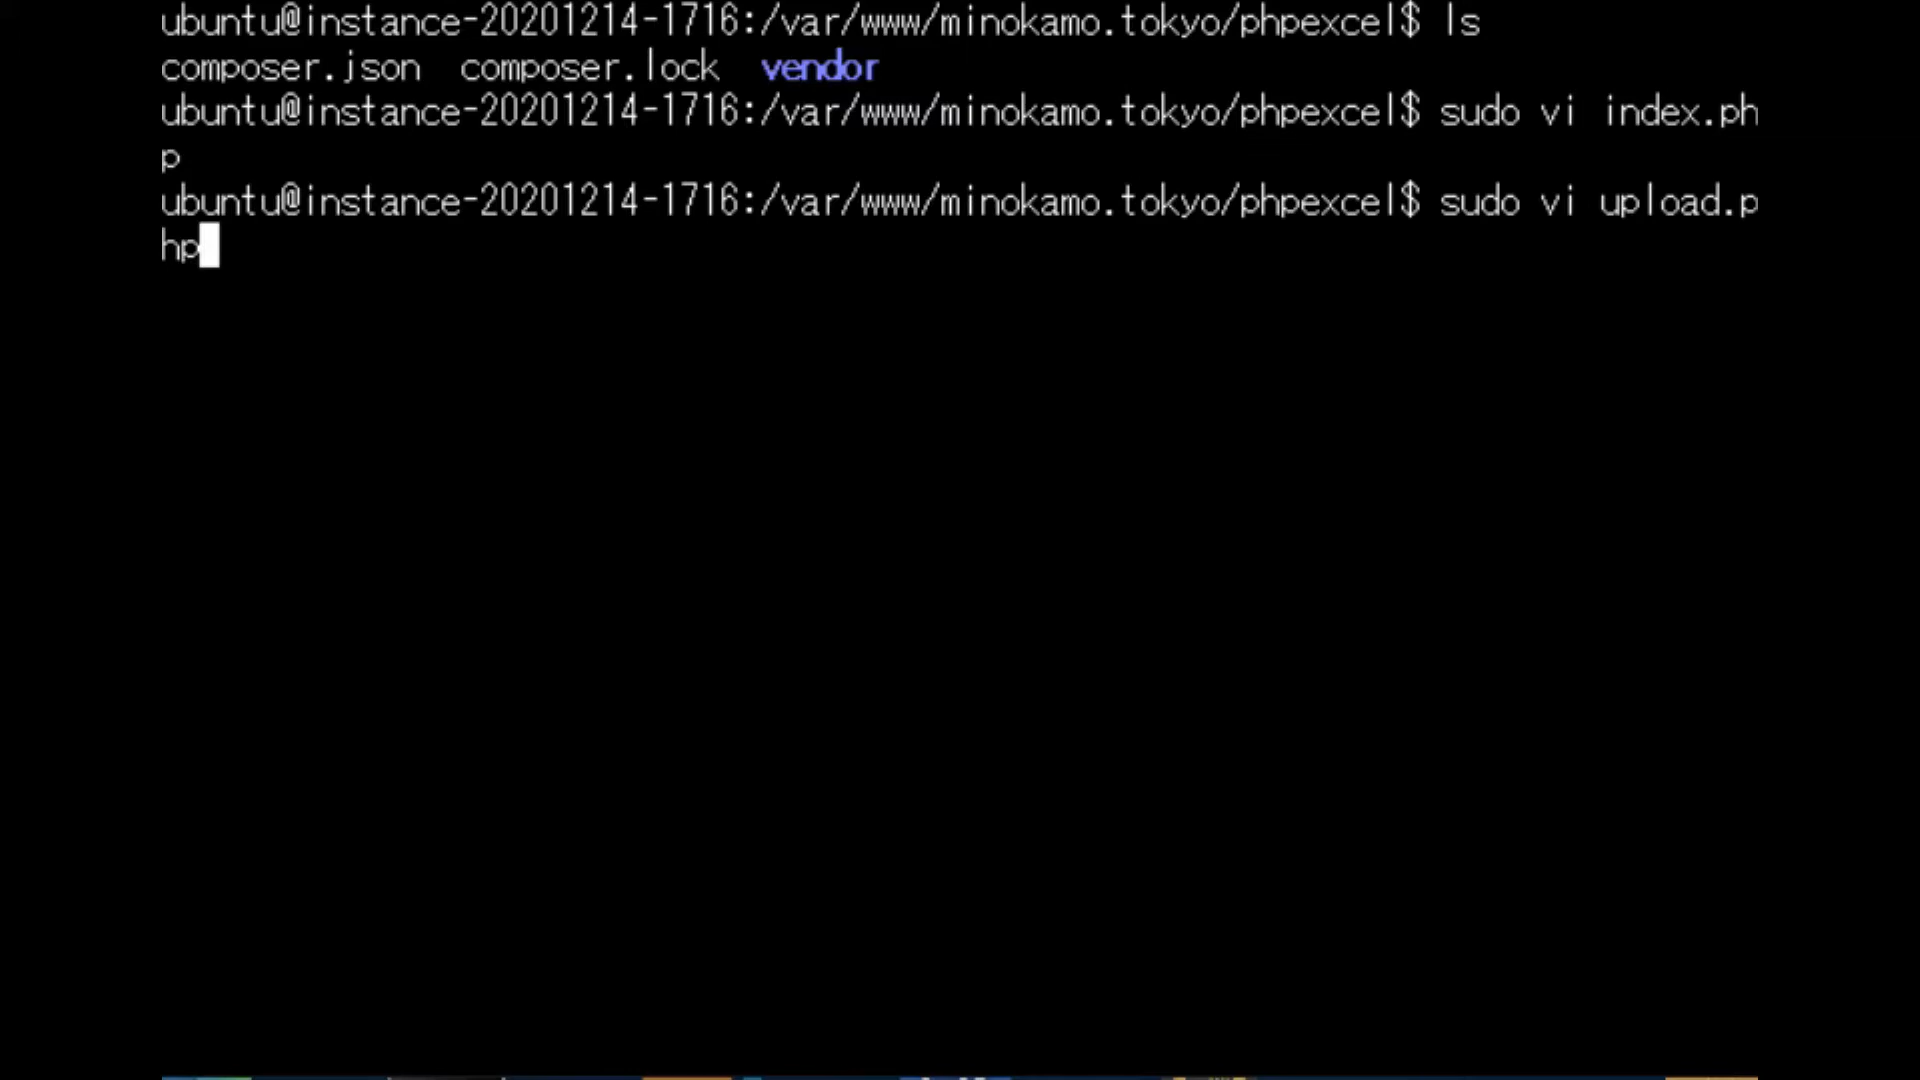 ubuntu@instance-20201214-1716:/var/www/minokamo.tokyo/phpexcel$ ls
composer.json  composer.lock  vendor
ubuntu@instance-20201214-1716:/var/www/minokamo.tokyo/phpexcel$ sudo vi index.ph
p
ubuntu@instance-20201214-1716:/var/www/minokamo.tokyo/phpexcel$ sudo vi upload.p
hp